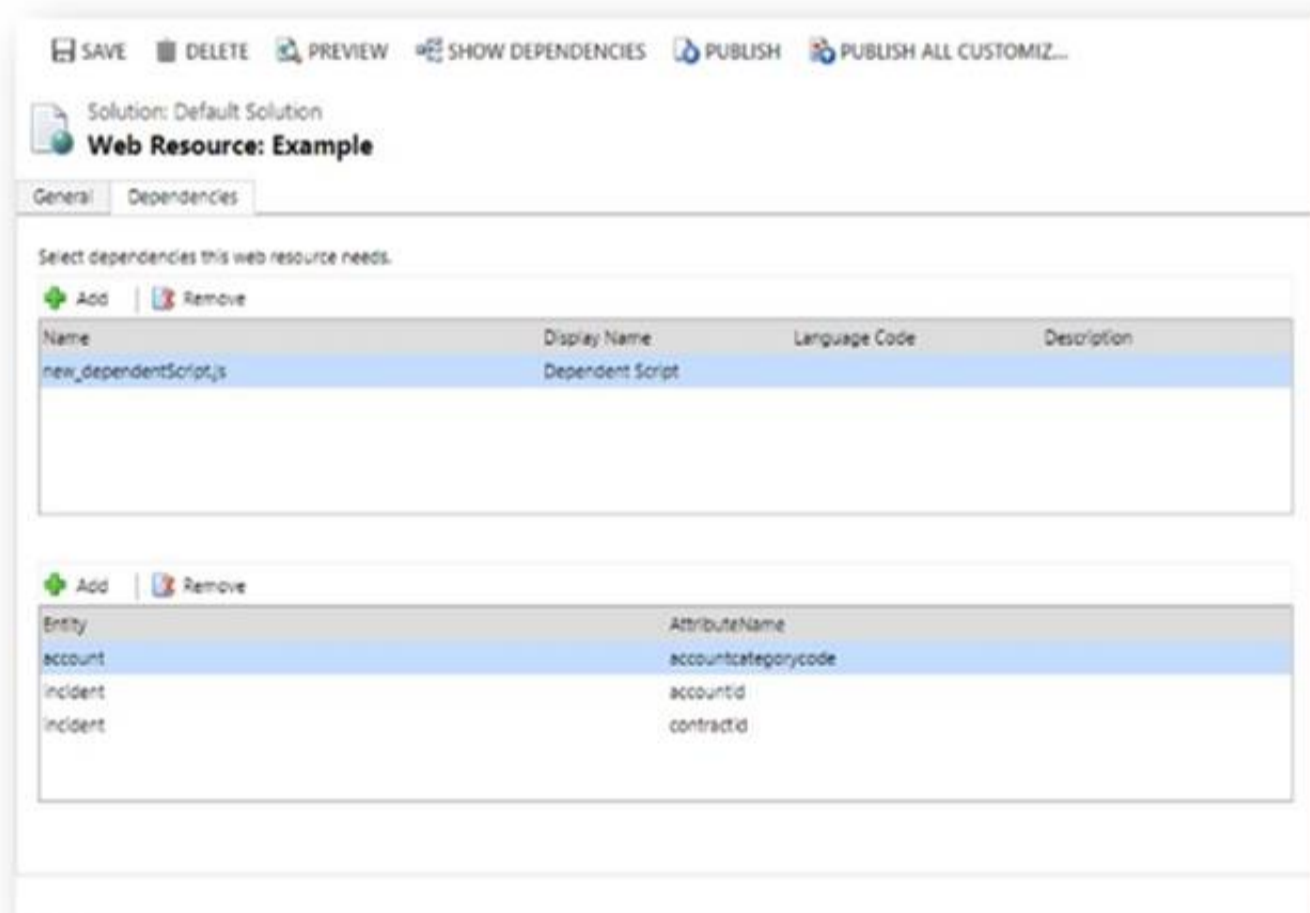 SAVE DELETE PREVIEW SHOW DEPENDENCIES PUBLISH PUBLISH ALL CUSTOMIZ...
Solution: Default Solution
Web Resource: Example
General Dependencies
Select dependencies this web resource needs.
Add Remove
Name Display Name Language Code Description
new_dependentScript.js Dependent Script
Add Remove
Entity AttributeName
account accountcategorycode
incident accountid
incident contractid